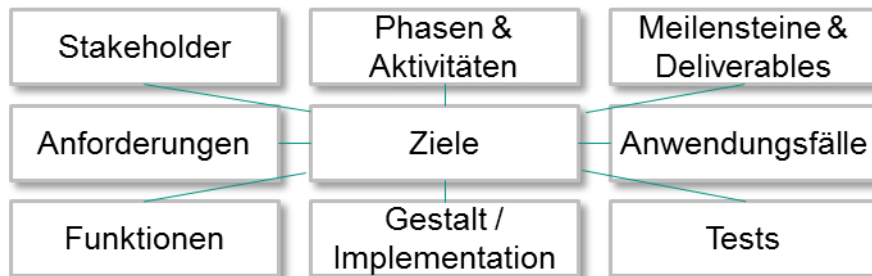 Stakeholder
Phasen &
Aktivitäten
Meilensteine &
Deliverables
Anforderungen
Ziele
Anwendungsfälle
Funktionen
Gestalt /
Implementation
Tests